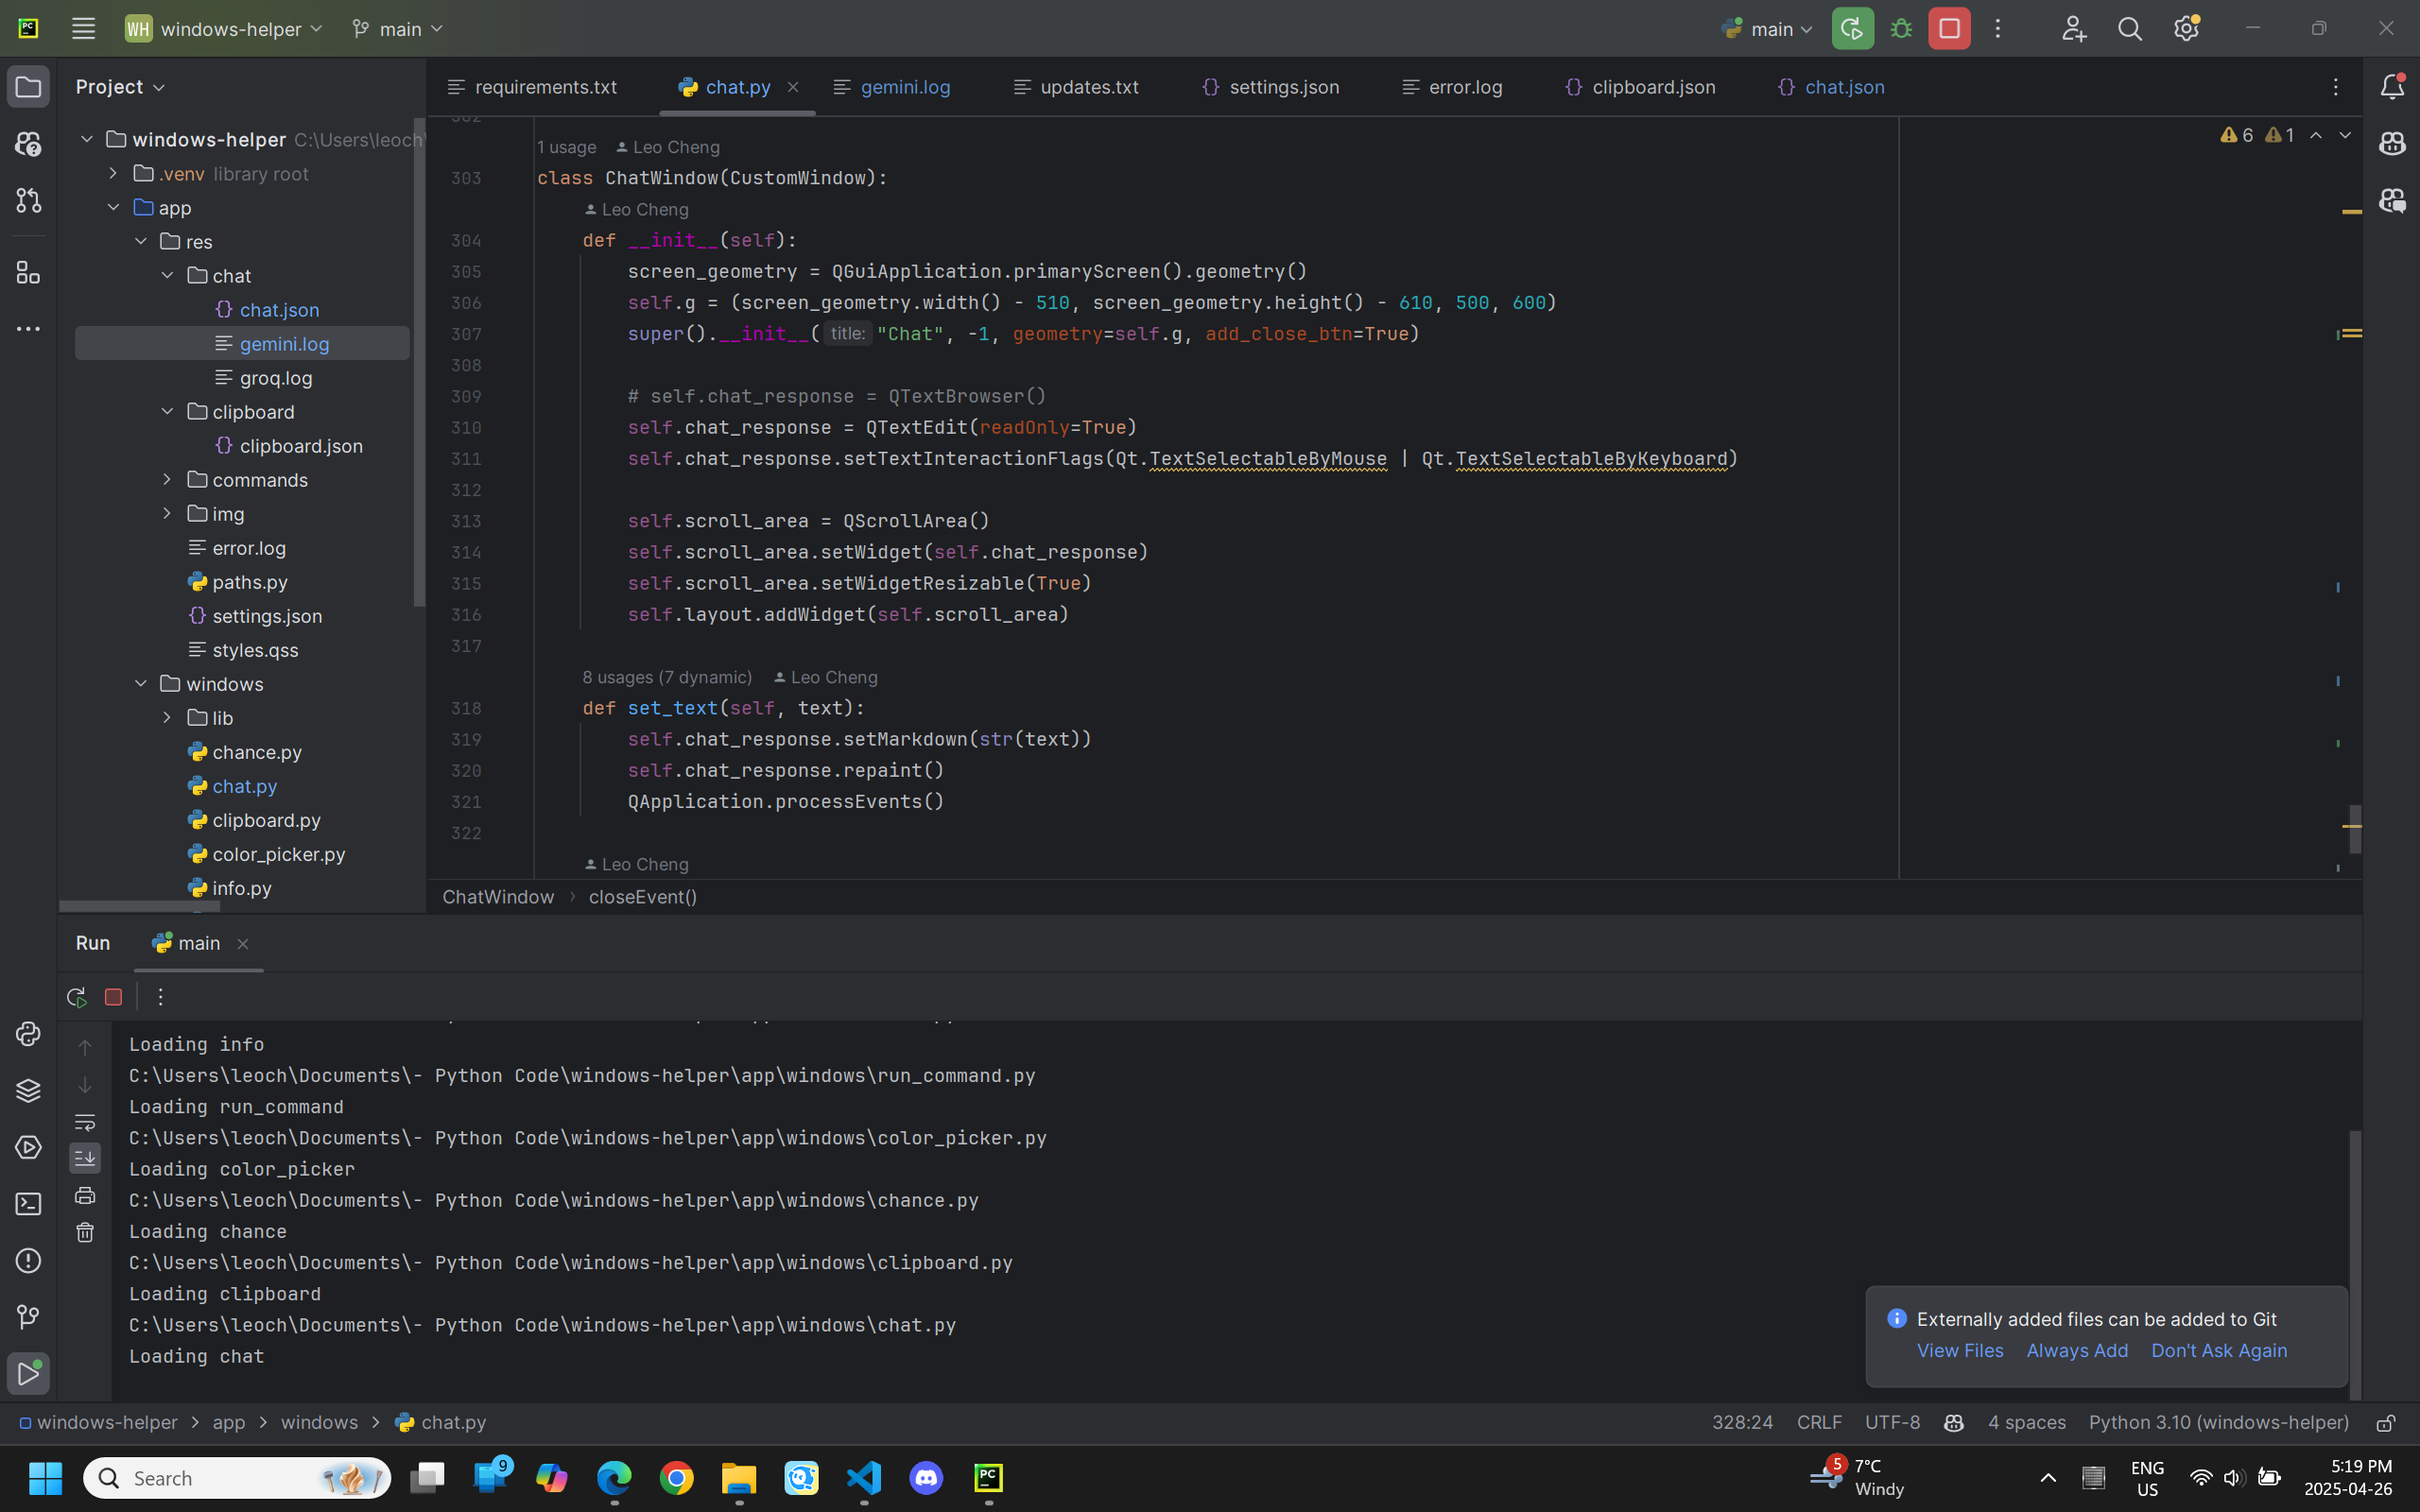 PC
WH windows-helper
main
main
Project
requirements.txt
chat.py
gemini.log
updates.txt
settings.json
error.log
clipboard.json
chat.json
windows-helper C:\Users\leoch
.venv library root
app
res
chat
chat.json
gemini.log
groq.log
clipboard
clipboard.json
commands
img
error.log
paths.py
settings.json
styles.qss
windows
lib
chance.py
chat.py
clipboard.py
color_picker.py
info.py
6 1
302
1 usage Leo Cheng
303 class ChatWindow(CustomWindow):
Leo Cheng
304 def __init__(self):
305 screen_geometry = QGuiApplication.primaryScreen().geometry()
306 self.g = (screen_geometry.width() - 510, screen_geometry.height() - 610, 500, 600)
307 super().__init__( title: "Chat", -1, geometry=self.g, add_close_btn=True)
308
309 # self.chat_response = QTextBrowser()
310 self.chat_response = QTextEdit(readOnly=True)
311 self.chat_response.setTextInteractionFlags(Qt.TextSelectableByMouse | Qt.TextSelectableByKeyboard)
312
313 self.scroll_area = QScrollArea()
314 self.scroll_area.setWidget(self.chat_response)
315 self.scroll_area.setWidgetResizable(True)
316 self.layout.addWidget(self.scroll_area)
317
8 usages (7 dynamic) Leo Cheng
318 def set_text(self, text):
319 self.chat_response.setMarkdown(str(text))
320 self.chat_response.repaint()
321 QApplication.processEvents()
322
Leo Cheng
ChatWindow › closeEvent()
Run
main
Loading info
C:\Users\leoch\Documents\- Python Code\windows-helper\app\windows\run_command.py
Loading run_command
C:\Users\leoch\Documents\- Python Code\windows-helper\app\windows\color_picker.py
Loading color_picker
C:\Users\leoch\Documents\- Python Code\windows-helper\app\windows\chance.py
Loading chance
C:\Users\leoch\Documents\- Python Code\windows-helper\app\windows\clipboard.py
Loading clipboard
C:\Users\leoch\Documents\- Python Code\windows-helper\app\windows\chat.py
Loading chat
Externally added files can be added to Git
View Files Always Add Don't Ask Again
windows-helper > app > windows > chat.py
328:24 CRLF UTF-8 4 spaces Python 3.10 (windows-helper)
Search
9
PC
5
7°C
Windy
ENG
US
5:19 PM
2025-04-26